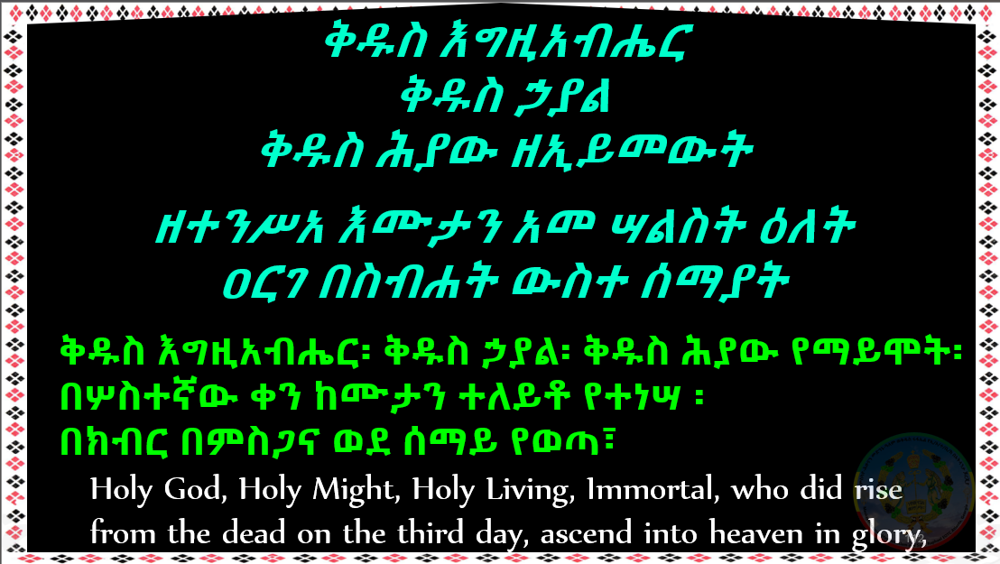 ቅዱስ እግዚአብሔር
ቅዱስ ኃያል
ቅዱስ ሕያው ዘኢይመውት
ዘተንሥአ እሙታን አመ ሣልስት ዕለት
ዐርገ በስብሐት ውስተ ሰማያት
ቅዱስ እግዚአብሔር፡ ቅዱስ ኃያል፡ ቅዱስ ሕያው የማይሞት፡
በሦስተኛው ቀን ከሙታን ተለይቶ የተነሣ ፡
በክብር በምስጋና ወደ ሰማይ የወጣ፣
Holy God, Holy Might, Holy Living, Immortal, who did rise
from the dead on the third day, ascend into heaven in glory,